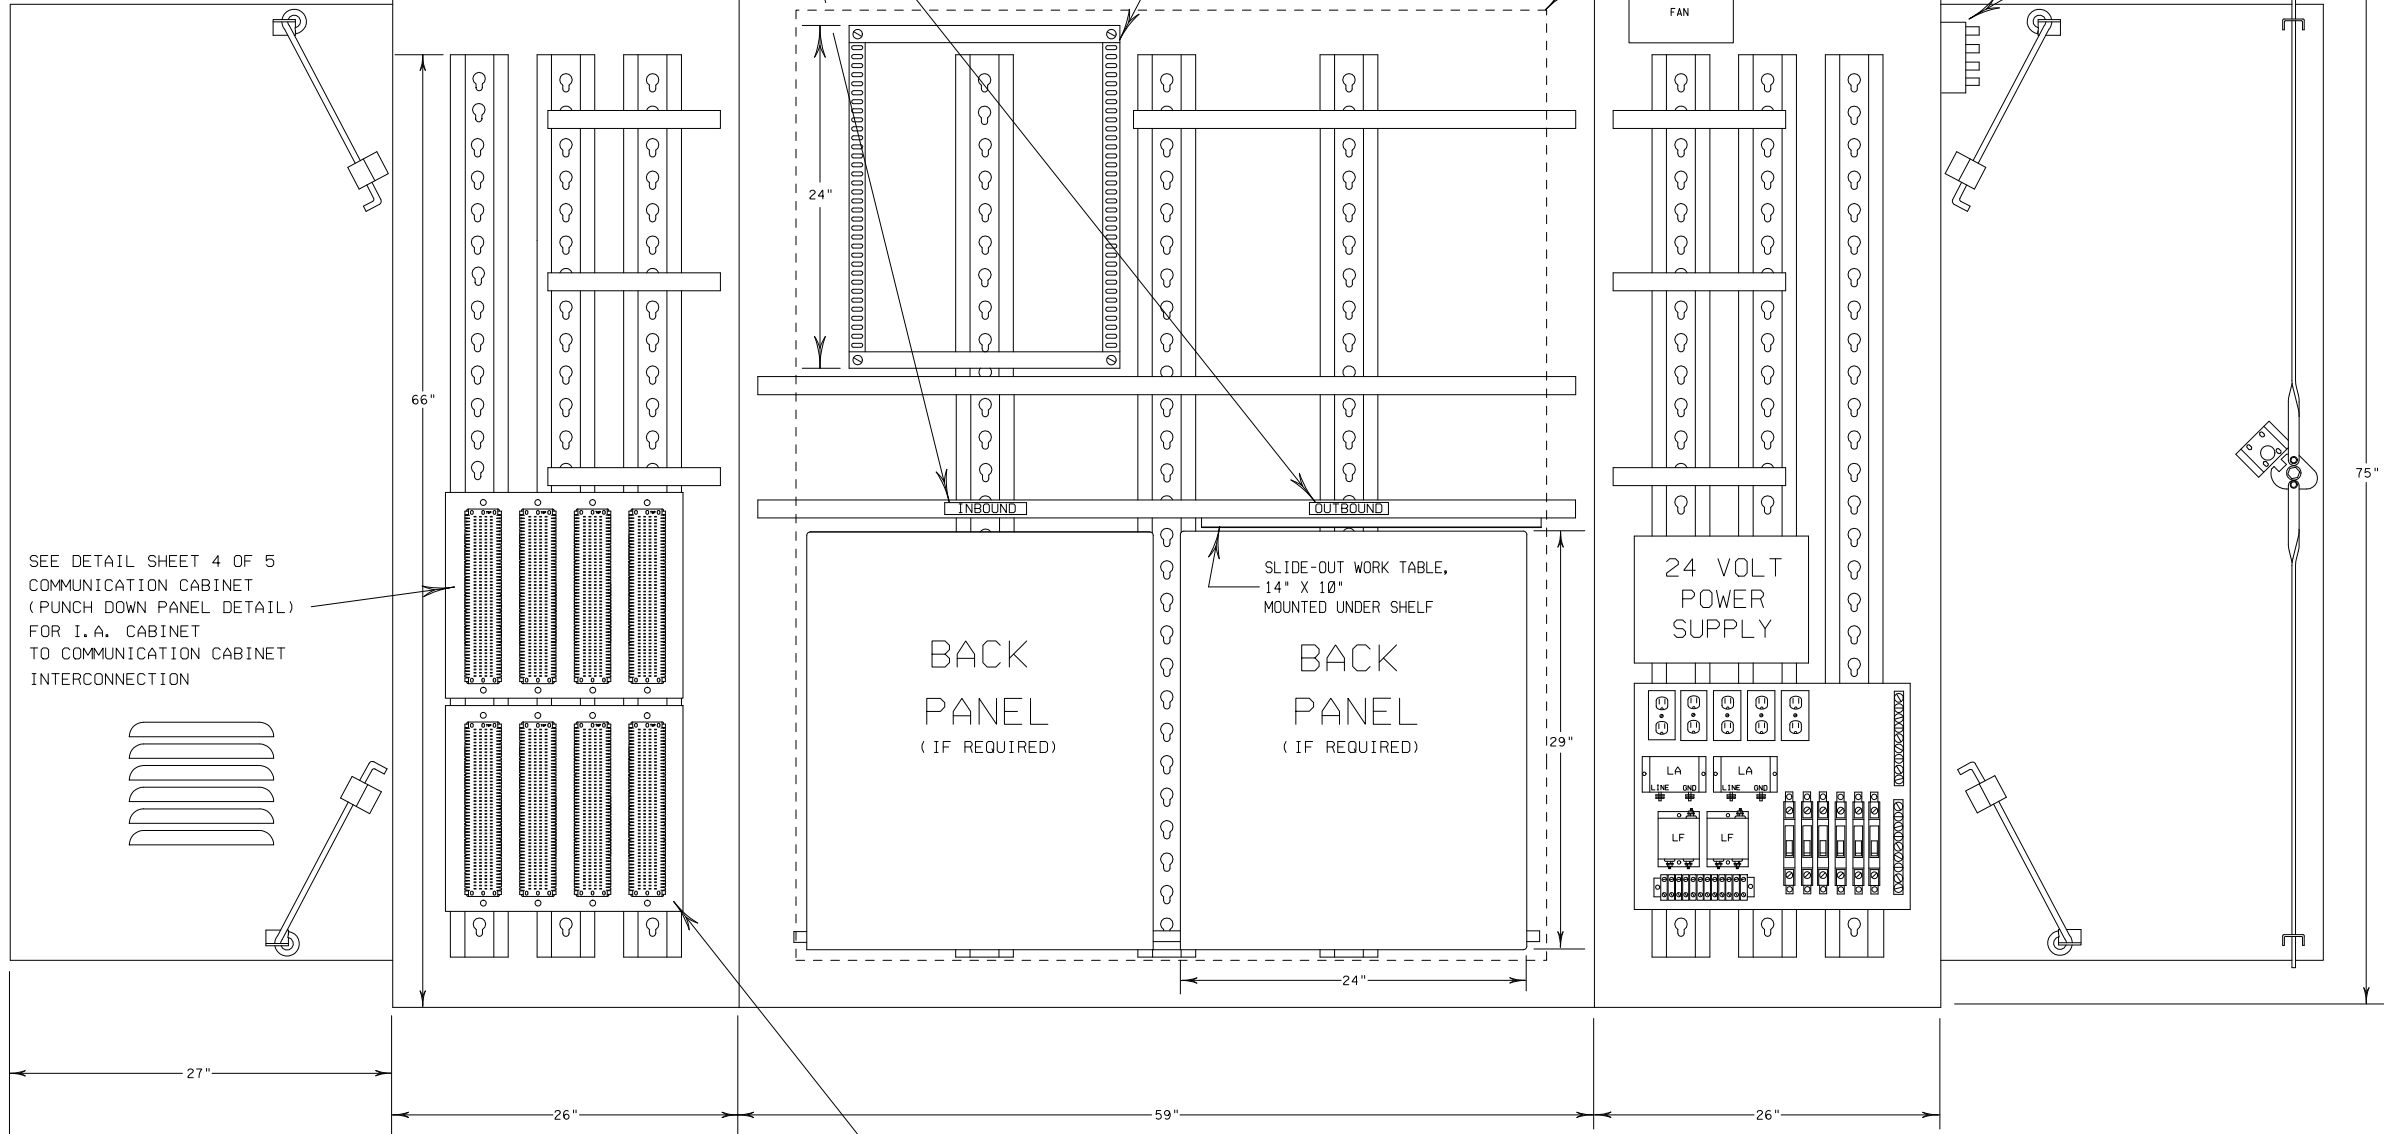 FAN
24"
66"
75"
INBOUND
OUTBOUND
SEE DETAIL SHEET 4 OF 5
COMMUNICATION CABINET
(PUNCH DOWN PANEL DETAIL)
FOR I.A. CABINET
TO COMMUNICATION CABINET
INTERCONNECTION
SLIDE-OUT WORK TABLE,
14" X 10"
MOUNTED UNDER SHELF
24 VOLT
POWER
SUPPLY
BACK
PANEL
(IF REQUIRED)
BACK
PANEL
(IF REQUIRED)
29"
LA
LINE GND
LA
LINE GND
LF
LF
24"
27"
26"
59"
26"